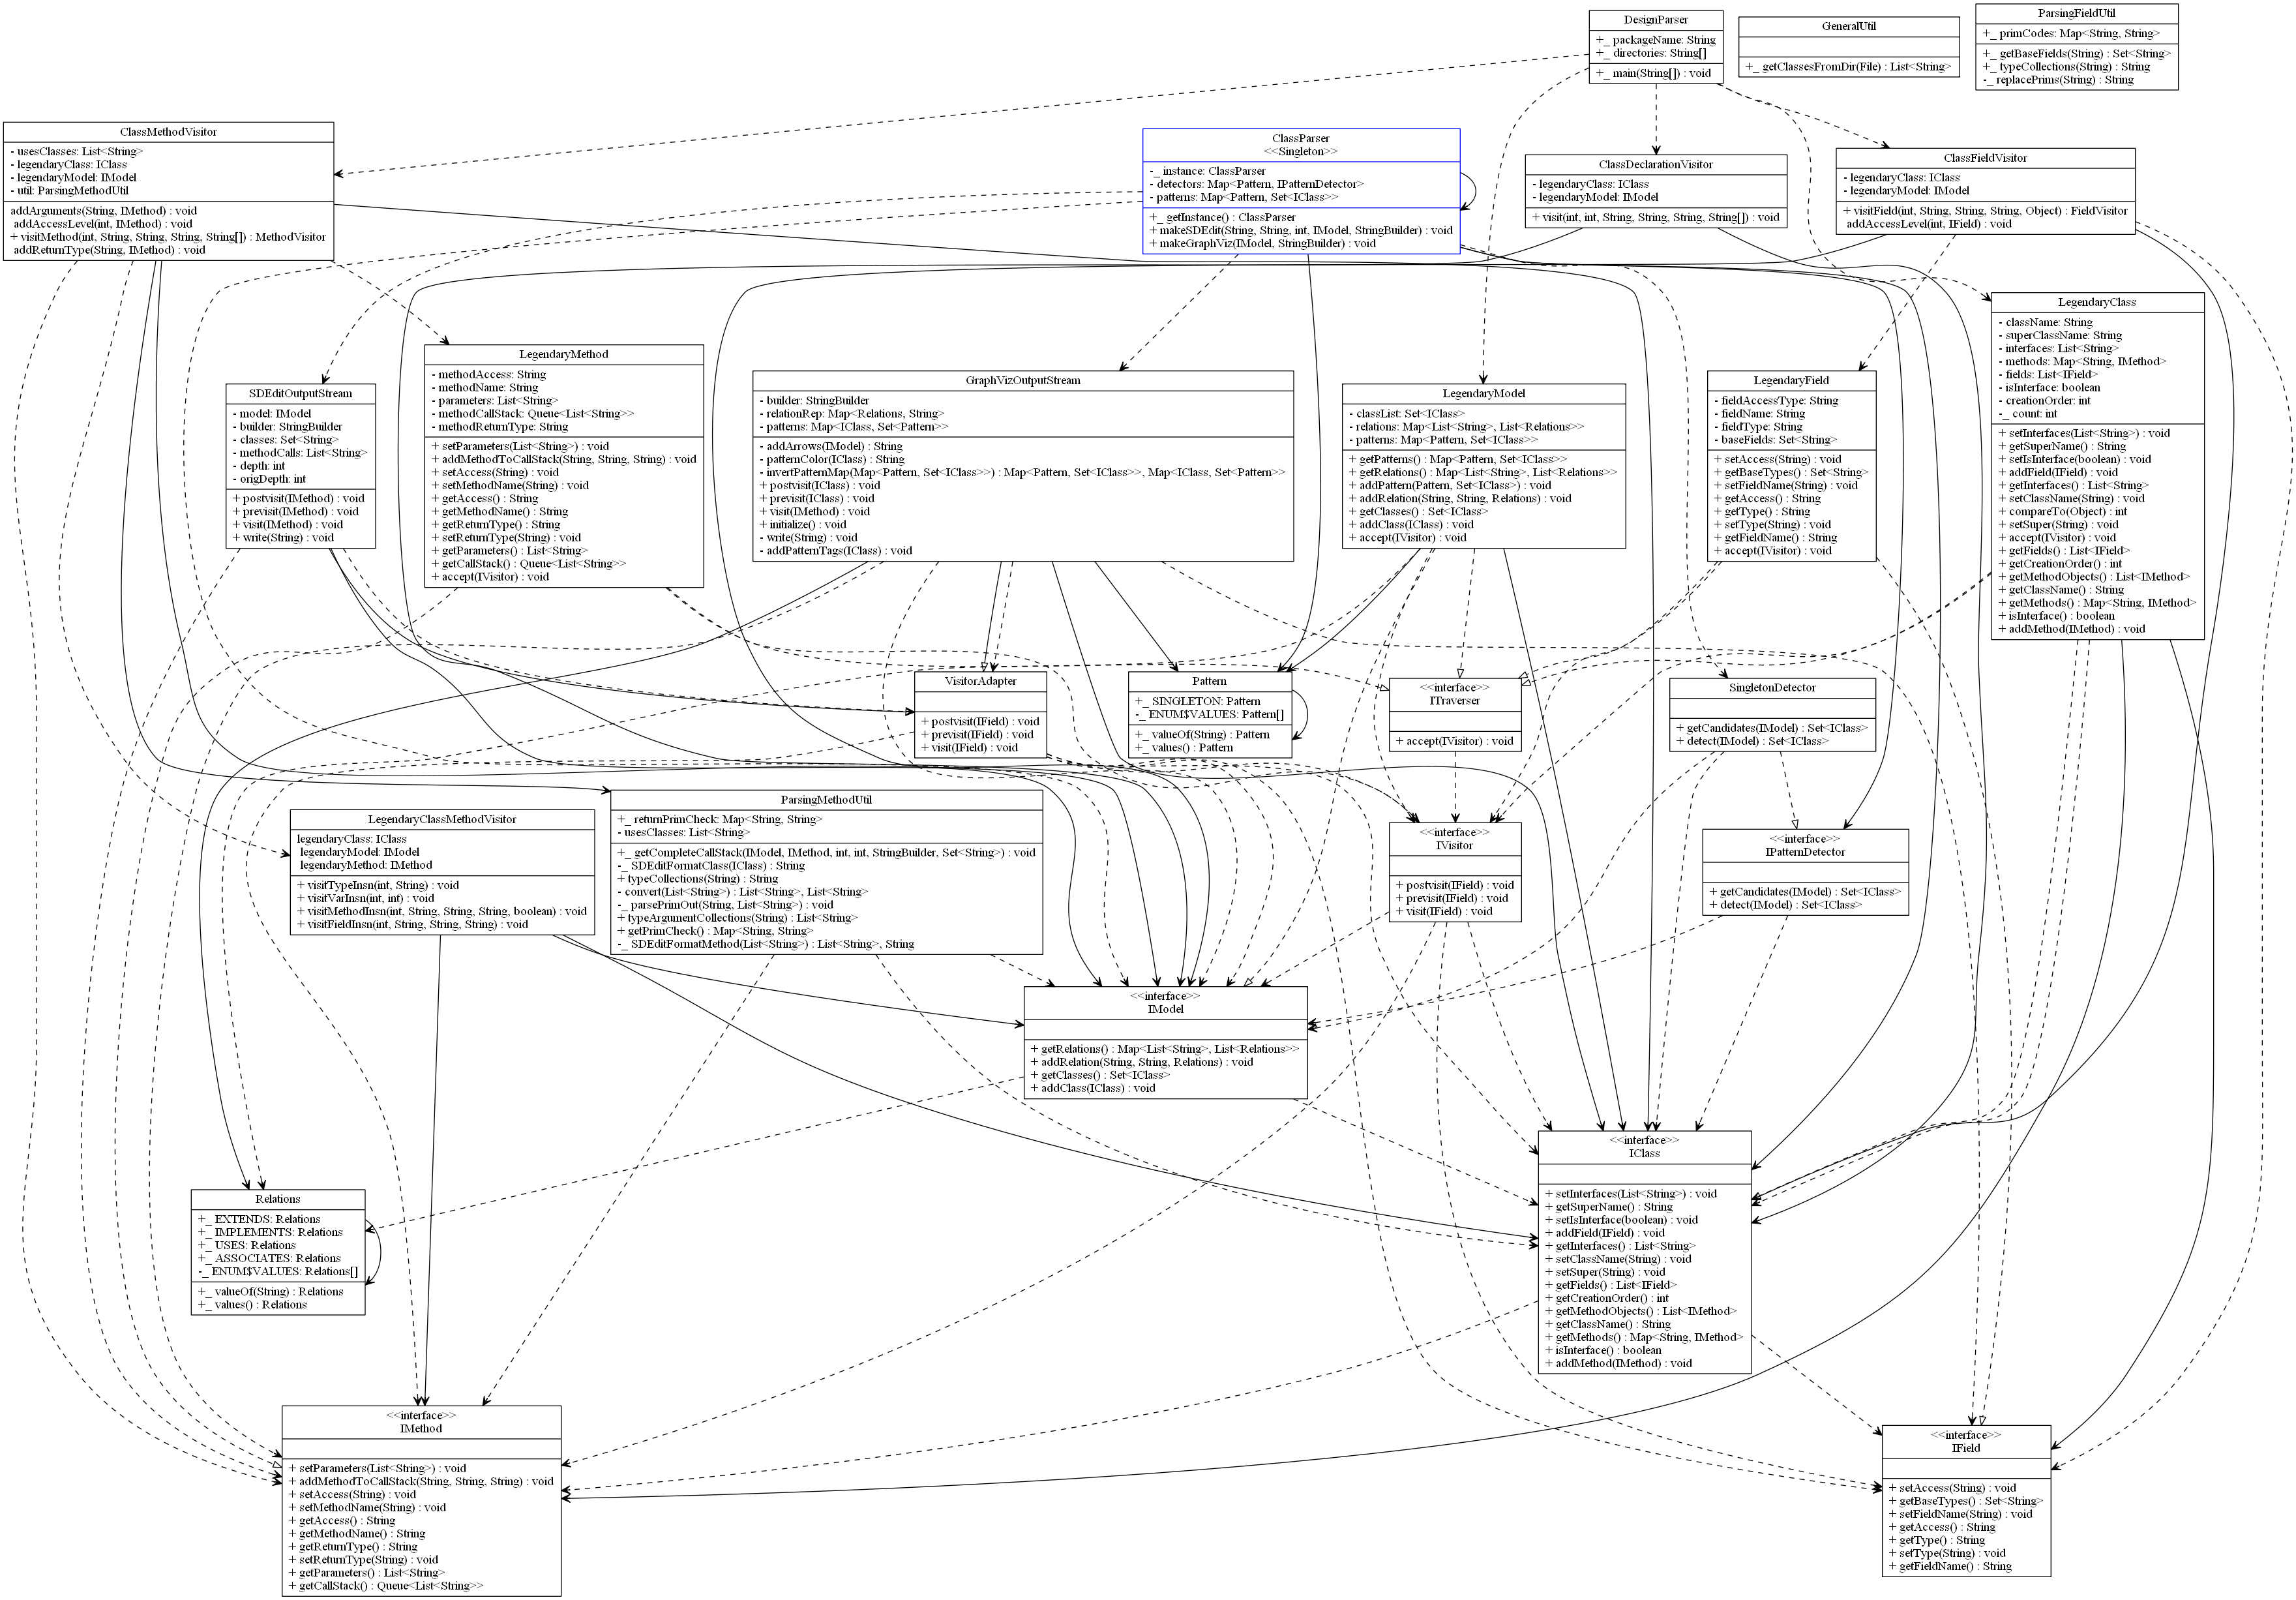 DesignParser
+_ packageName: String
+_ directories: String[]
+_ main(String[]) : void
GeneralUtil
+_ getClassesFromDir(File) : List<String>
ParsingFieldUtil
+_ primCodes: Map<String, String>
+_ getBaseFields(String) : Set<String>
+_ typeCollections(String) : String
-_ replacePrims(String) : String
ClassMethodVisitor
- usesClasses: List<String>
- legendaryClass: IClass
- legendaryModel: IModel
- util: ParsingMethodUtil
addArguments(String, IMethod) : void
addAccessLevel(int, IMethod) : void
+ visitMethod(int, String, String, String, String[]) : MethodVisitor
addReturnType(String, IMethod) : void
ClassParser
<<Singleton>>
-_ instance: ClassParser
- detectors: Map<Pattern, IPatternDetector>
- patterns: Map<Pattern, Set<IClass>>
+_ getInstance() : ClassParser
+ makeSDEdit(String, String, int, IModel, StringBuilder) : void
+ makeGraphViz(IModel, StringBuilder) : void
ClassDeclarationVisitor
- legendaryClass: IClass
- legendaryModel: IModel
+ visit(int, int, String, String, String, String[]) : void
ClassFieldVisitor
- legendaryClass: IClass
- legendaryModel: IModel
+ visitField(int, String, String, String, Object) : FieldVisitor
addAccessLevel(int, IField) : void
LegendaryClass
- className: String
- superClassName: String
- interfaces: List<String>
- methods: Map<String, IMethod>
- fields: List<IField>
- isInterface: boolean
- creationOrder: int
-_ count: int
+ setInterfaces(List<String>) : void
+ getSuperName() : String
+ setIsInterface(boolean) : void
+ addField(IField) : void
+ getInterfaces() : List<String>
+ setClassName(String) : void
+ compareTo(Object) : int
+ setSuper(String) : void
+ accept(IVisitor) : void
+ getFields() : List<IField>
+ getCreationOrder() : int
+ getMethodObjects() : List<IMethod>
+ getClassName() : String
+ getMethods() : Map<String, IMethod>
+ isInterface() : boolean
+ addMethod(IMethod) : void
SDEditOutputStream
- model: IModel
- builder: StringBuilder
- classes: Set<String>
- methodCalls: List<String>
- depth: int
- origDepth: int
+ postvisit(IMethod) : void
+ previsit(IMethod) : void
+ visit(IMethod) : void
+ write(String) : void
LegendaryMethod
- methodAccess: String
- methodName: String
- parameters: List<String>
- methodCallStack: Queue<List<String>>
- methodReturnType: String
+ setParameters(List<String>) : void
+ addMethodToCallStack(String, String, String) : void
+ setAccess(String) : void
+ setMethodName(String) : void
+ getAccess() : String
+ getMethodName() : String
+ getReturnType() : String
+ setReturnType(String) : void
+ getParameters() : List<String>
+ getCallStack() : Queue<List<String>>
+ accept(IVisitor) : void
GraphVizOutputStream
- builder: StringBuilder
- relationRep: Map<Relations, String>
- patterns: Map<IClass, Set<Pattern>>
- addArrows(IModel) : String
- patternColor(IClass) : String
- invertPatternMap(Map<Pattern, Set<IClass>>) : Map<Pattern, Set<IClass>>, Map<IClass, Set<Pattern>>
+ postvisit(IClass) : void
+ previsit(IClass) : void
+ visit(IMethod) : void
+ initialize() : void
- write(String) : void
- addPatternTags(IClass) : void
LegendaryModel
- classList: Set<IClass>
- relations: Map<List<String>, List<Relations>>
- patterns: Map<Pattern, Set<IClass>>
+ getPatterns() : Map<Pattern, Set<IClass>>
+ getRelations() : Map<List<String>, List<Relations>>
+ addPattern(Pattern, Set<IClass>) : void
+ addRelation(String, String, Relations) : void
+ getClasses() : Set<IClass>
+ addClass(IClass) : void
+ accept(IVisitor) : void
LegendaryField
- fieldAccessType: String
- fieldName: String
- fieldType: String
- baseFields: Set<String>
+ setAccess(String) : void
+ getBaseTypes() : Set<String>
+ setFieldName(String) : void
+ getAccess() : String
+ getType() : String
+ setType(String) : void
+ getFieldName() : String
+ accept(IVisitor) : void
VisitorAdapter
+ postvisit(IField) : void
+ previsit(IField) : void
+ visit(IField) : void
Pattern
+_ SINGLETON: Pattern
-_ ENUM$VALUES: Pattern[]
+_ valueOf(String) : Pattern
+_ values() : Pattern
<<interface>>
ITraverser
+ accept(IVisitor) : void
SingletonDetector
+ getCandidates(IModel) : Set<IClass>
+ detect(IModel) : Set<IClass>
LegendaryClassMethodVisitor
legendaryClass: IClass
legendaryModel: IModel
legendaryMethod: IMethod
+ visitTypeInsn(int, String) : void
+ visitVarInsn(int, int) : void
+ visitMethodInsn(int, String, String, String, boolean) : void
+ visitFieldInsn(int, String, String, String) : void
ParsingMethodUtil
+_ returnPrimCheck: Map<String, String>
- usesClasses: List<String>
+_ getCompleteCallStack(IModel, IMethod, int, int, StringBuilder, Set<String>) : void
-_ SDEditFormatClass(IClass) : String
+ typeCollections(String) : String
- convert(List<String>) : List<String>, List<String>
-_ parsePrimOut(String, List<String>) : void
+ typeArgumentCollections(String) : List<String>
+ getPrimCheck() : Map<String, String>
-_ SDEditFormatMethod(List<String>) : List<String>, String
<<interface>>
IVisitor
+ postvisit(IField) : void
+ previsit(IField) : void
+ visit(IField) : void
<<interface>>
IPatternDetector
+ getCandidates(IModel) : Set<IClass>
+ detect(IModel) : Set<IClass>
<<interface>>
IModel
+ getRelations() : Map<List<String>, List<Relations>>
+ addRelation(String, String, Relations) : void
+ getClasses() : Set<IClass>
+ addClass(IClass) : void
<<interface>>
IClass
+ setInterfaces(List<String>) : void
+ getSuperName() : String
+ setIsInterface(boolean) : void
+ addField(IField) : void
+ getInterfaces() : List<String>
+ setClassName(String) : void
+ setSuper(String) : void
+ getFields() : List<IField>
+ getCreationOrder() : int
+ getMethodObjects() : List<IMethod>
+ getClassName() : String
+ getMethods() : Map<String, IMethod>
+ isInterface() : boolean
+ addMethod(IMethod) : void
Relations
+_ EXTENDS: Relations
+_ IMPLEMENTS: Relations
+_ USES: Relations
+_ ASSOCIATES: Relations
-_ ENUM$VALUES: Relations[]
+_ valueOf(String) : Relations
+_ values() : Relations
<<interface>>
IMethod
+ setParameters(List<String>) : void
+ addMethodToCallStack(String, String, String) : void
+ setAccess(String) : void
+ setMethodName(String) : void
+ getAccess() : String
+ getMethodName() : String
+ getReturnType() : String
+ setReturnType(String) : void
+ getParameters() : List<String>
+ getCallStack() : Queue<List<String>>
<<interface>>
IField
+ setAccess(String) : void
+ getBaseTypes() : Set<String>
+ setFieldName(String) : void
+ getAccess() : String
+ getType() : String
+ setType(String) : void
+ getFieldName() : String